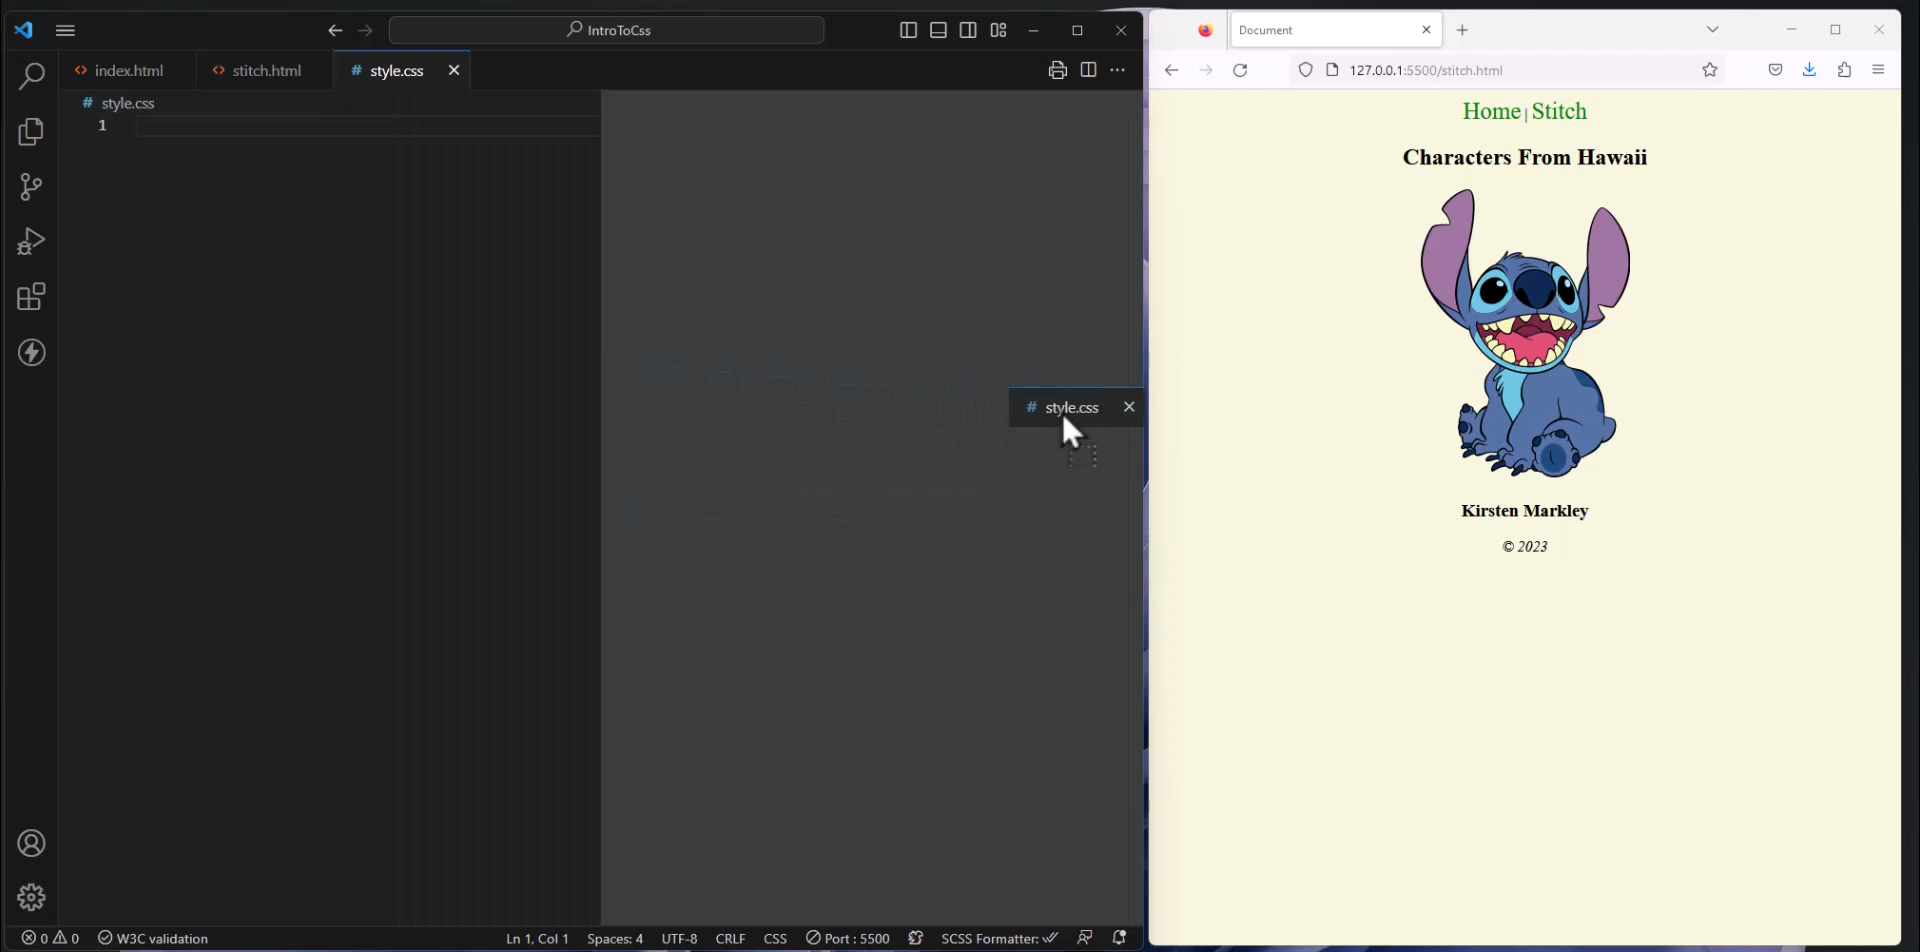 IntroToCss
index.html
stitch.html
# style.css
# style.css
1
# style.css
0 0
W3C validation
Ln 1, Col 1
Spaces: 4
UTF-8
CRLF
CSS
Port : 5500
SCSS Formatter:
Document
127.0.0.1:5500/stitch.html
Home | Stitch
Characters From Hawaii
Kirsten Markley
© 2023